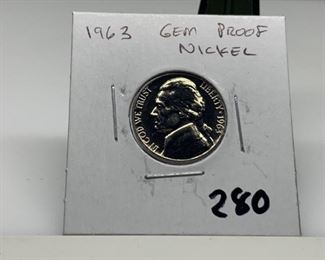 1963 GEM PROOF
NICKEL
IN GOD WE TRUST
LIBERTY 1963
280